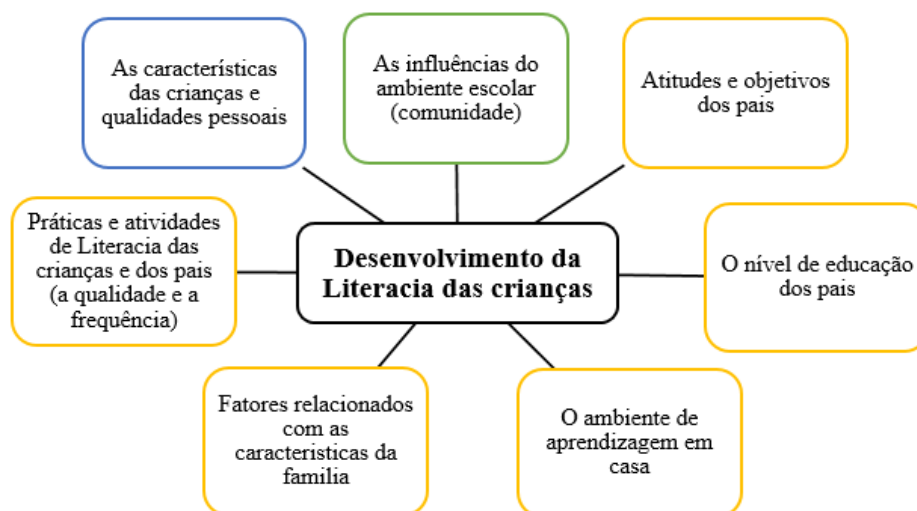 As características
das crianças e
qualidades pessoais
As influências do
ambiente escolar
(comunidade)
Atitudes e objetivos
dos pais
Práticas e atividades
de Literacia das
crianças e dos pais
(a qualidade e a
frequência)
Desenvolvimento da
Literacia das crianças
O nível de educação
dos pais
Fatores relacionados
com as
caracteristicas da
familia
O ambiente de
aprendizagem em
casa